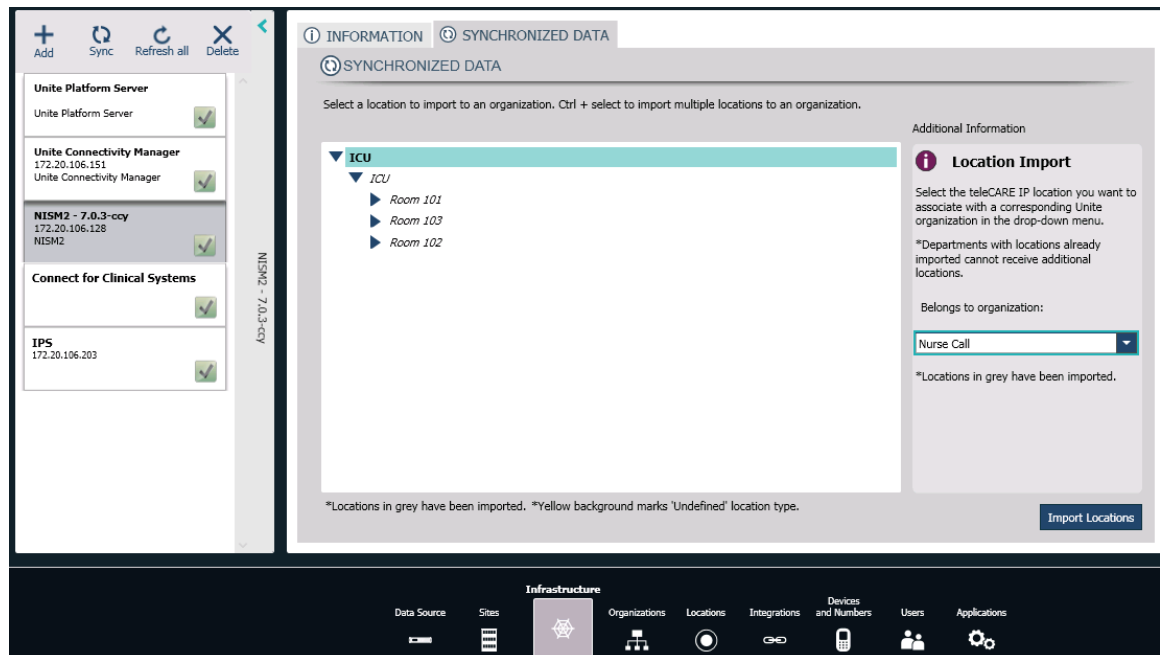 Add
Sync
Refresh all
Delete
Unite Platform Server
Unite Platform Server
Unite Connectivity Manager
172.20.106.151
Unite Connectivity Manager
NISM2 - 7.0.3-ccy
172.20.106.128
NISM2
Connect for Clinical Systems
IPS
172.20.106.203
NISM2 - 7.0.3-ccy
INFORMATION
SYNCHRONIZED DATA
SYNCHRONIZED DATA
Select a location to import to an organization. Ctrl + select to import multiple locations to an organization.
ICU
ICU
Room 101
Room 103
Room 102
*Locations in grey have been imported. *Yellow background marks 'Undefined' location type.
Additional Information
Location Import
Select the teleCARE IP location you want to
associate with a corresponding Unite
organization in the drop-down menu.
*Departments with locations already
imported cannot receive additional
locations.
Belongs to organization:
Nurse Call
*Locations in grey have been imported.
Import Locations
Data Source
Sites
Infrastructure
Organizations
Locations
Integrations
Devices
and Numbers
Users
Applications